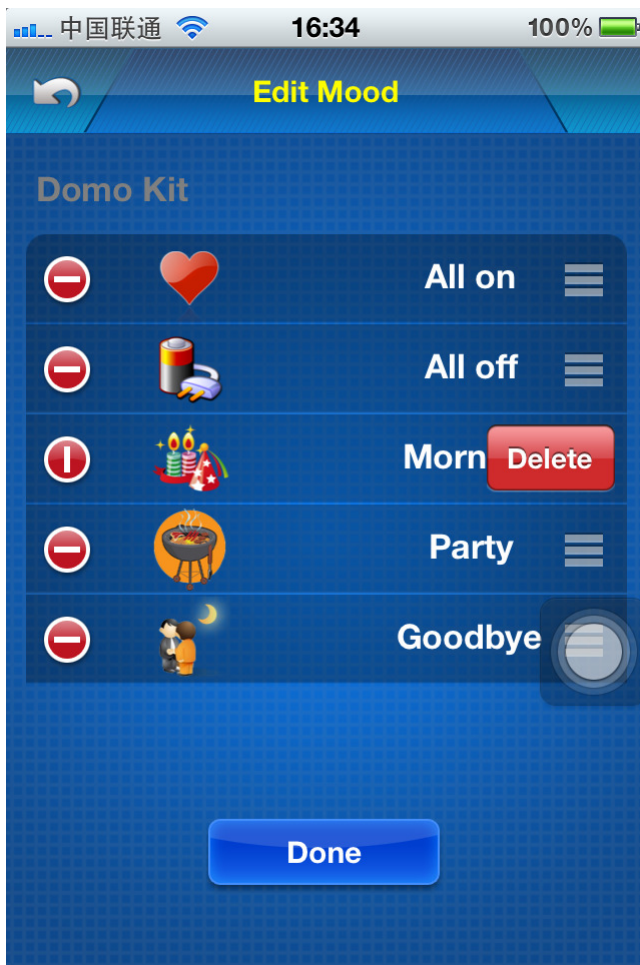 中国联通 16:34 100%
Edit Mood
Domo Kit
All on
All off
Morn Delete
Party
Goodbye
Done